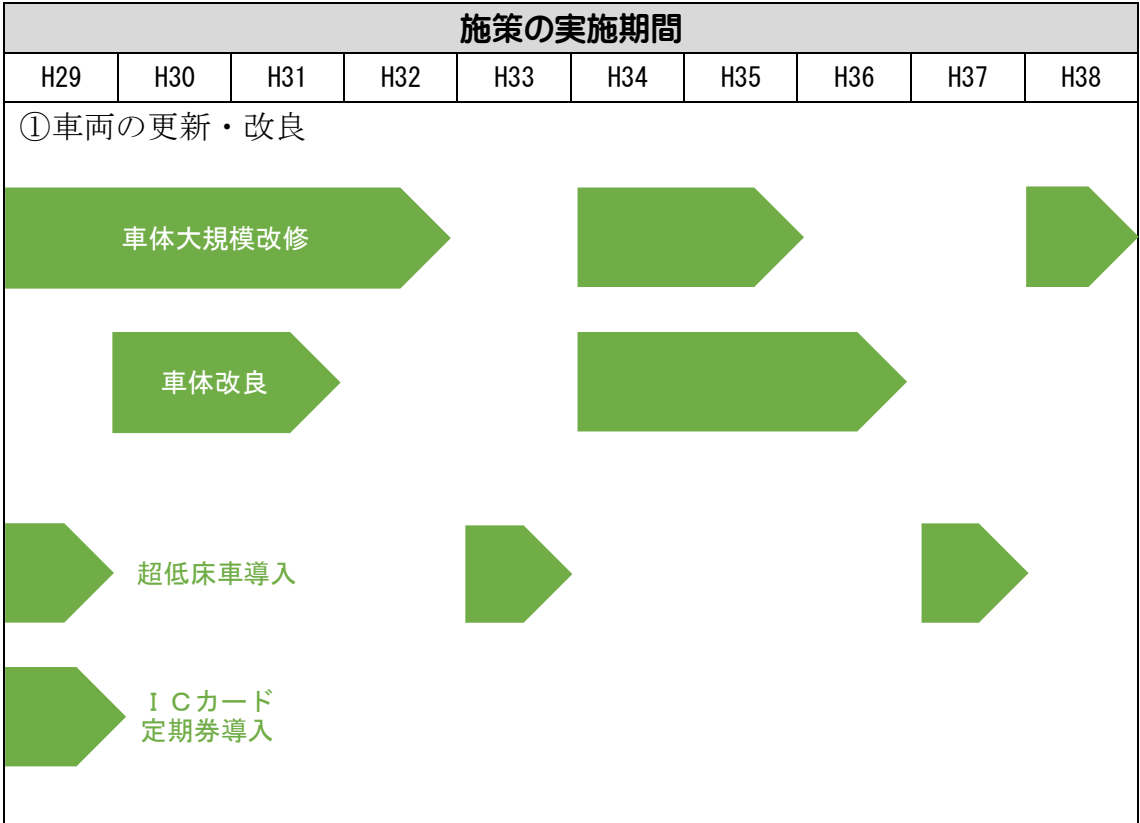 施策の実施期間
H29 H30 H31 H32 H33 H34 H35 H36 H37 H38
①車両の更新・改良
車体大規模改修
車体改良
超低床車導入
ＩＣカード
定期券導入